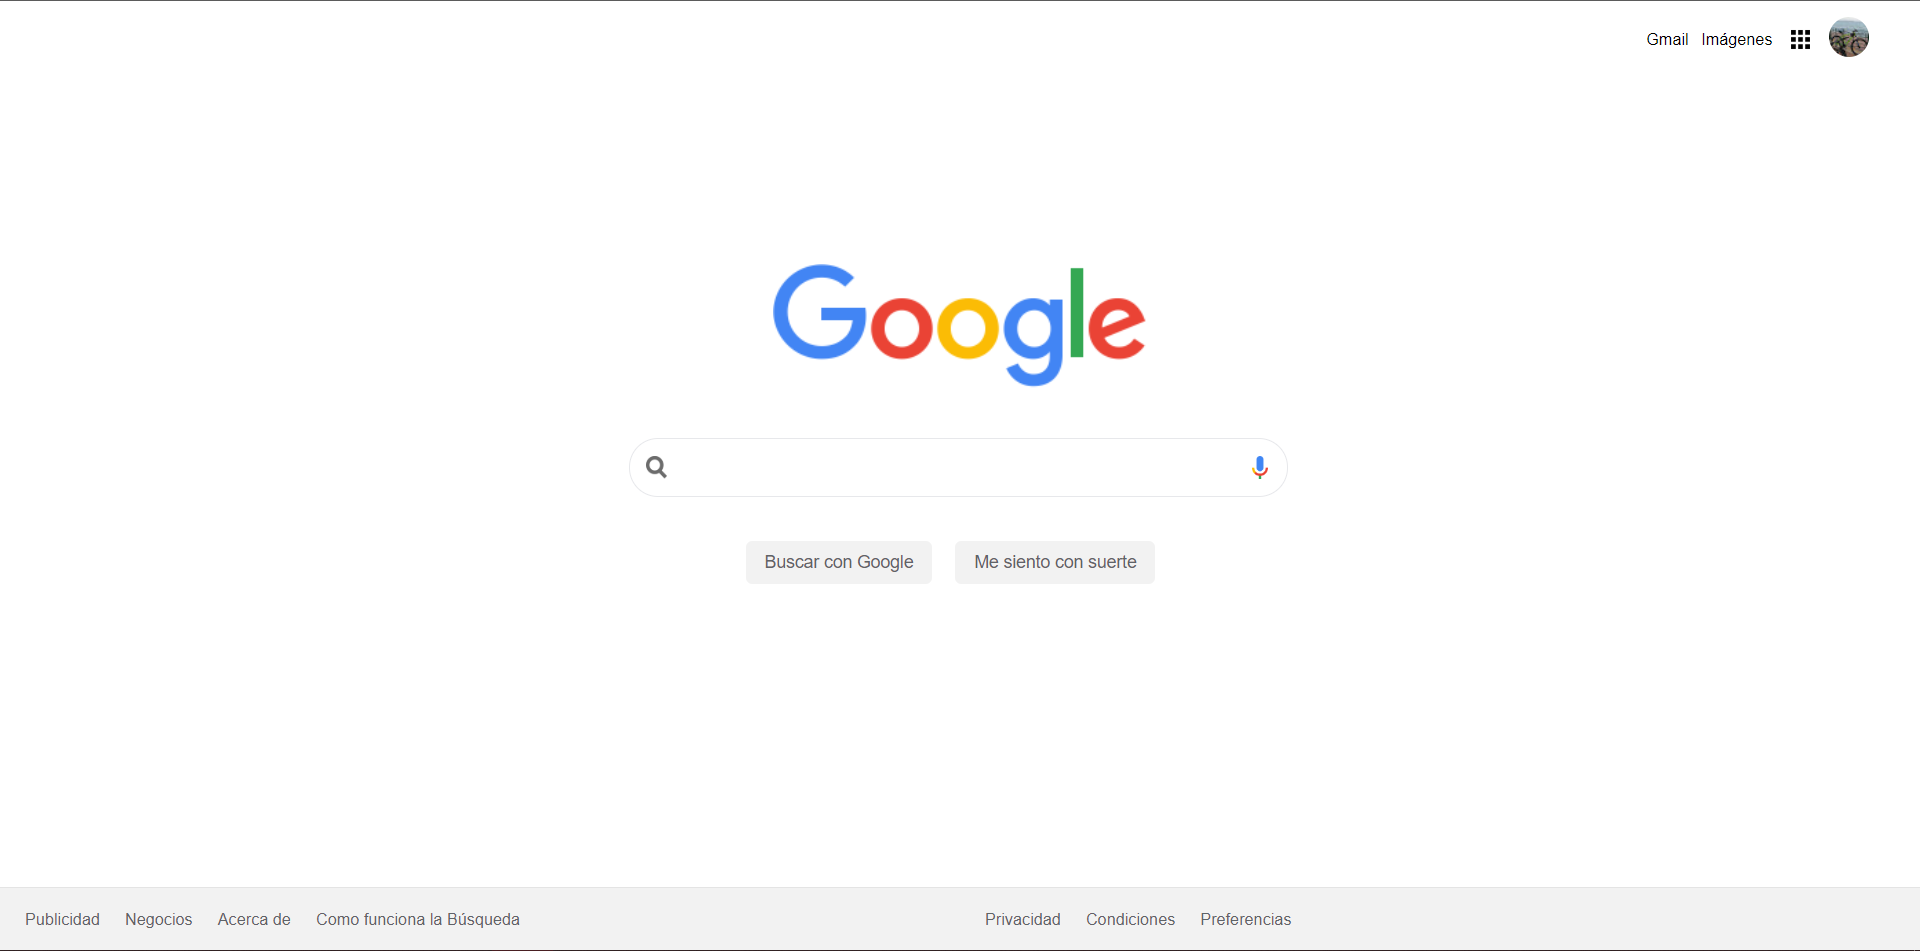 Gmail Imágenes
Google
Buscar con Google Me siento con suerte
Publicidad Negocios Acerca de Como funciona la Búsqueda Privacidad Condiciones Preferencias